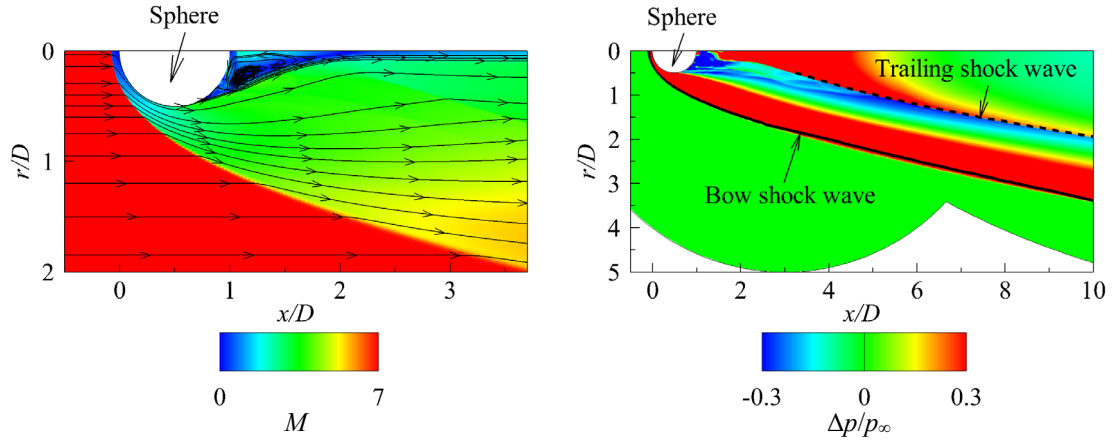 Sphere
0
1
2
r/D
0 1 2 3
x/D
0 7
M
Sphere
Trailing shock wave
Bow shock wave
0
1
2
3
4
5
r/D
0 2 4 6 8 10
x/D
-0.3 0 0.3
Δp/p∞